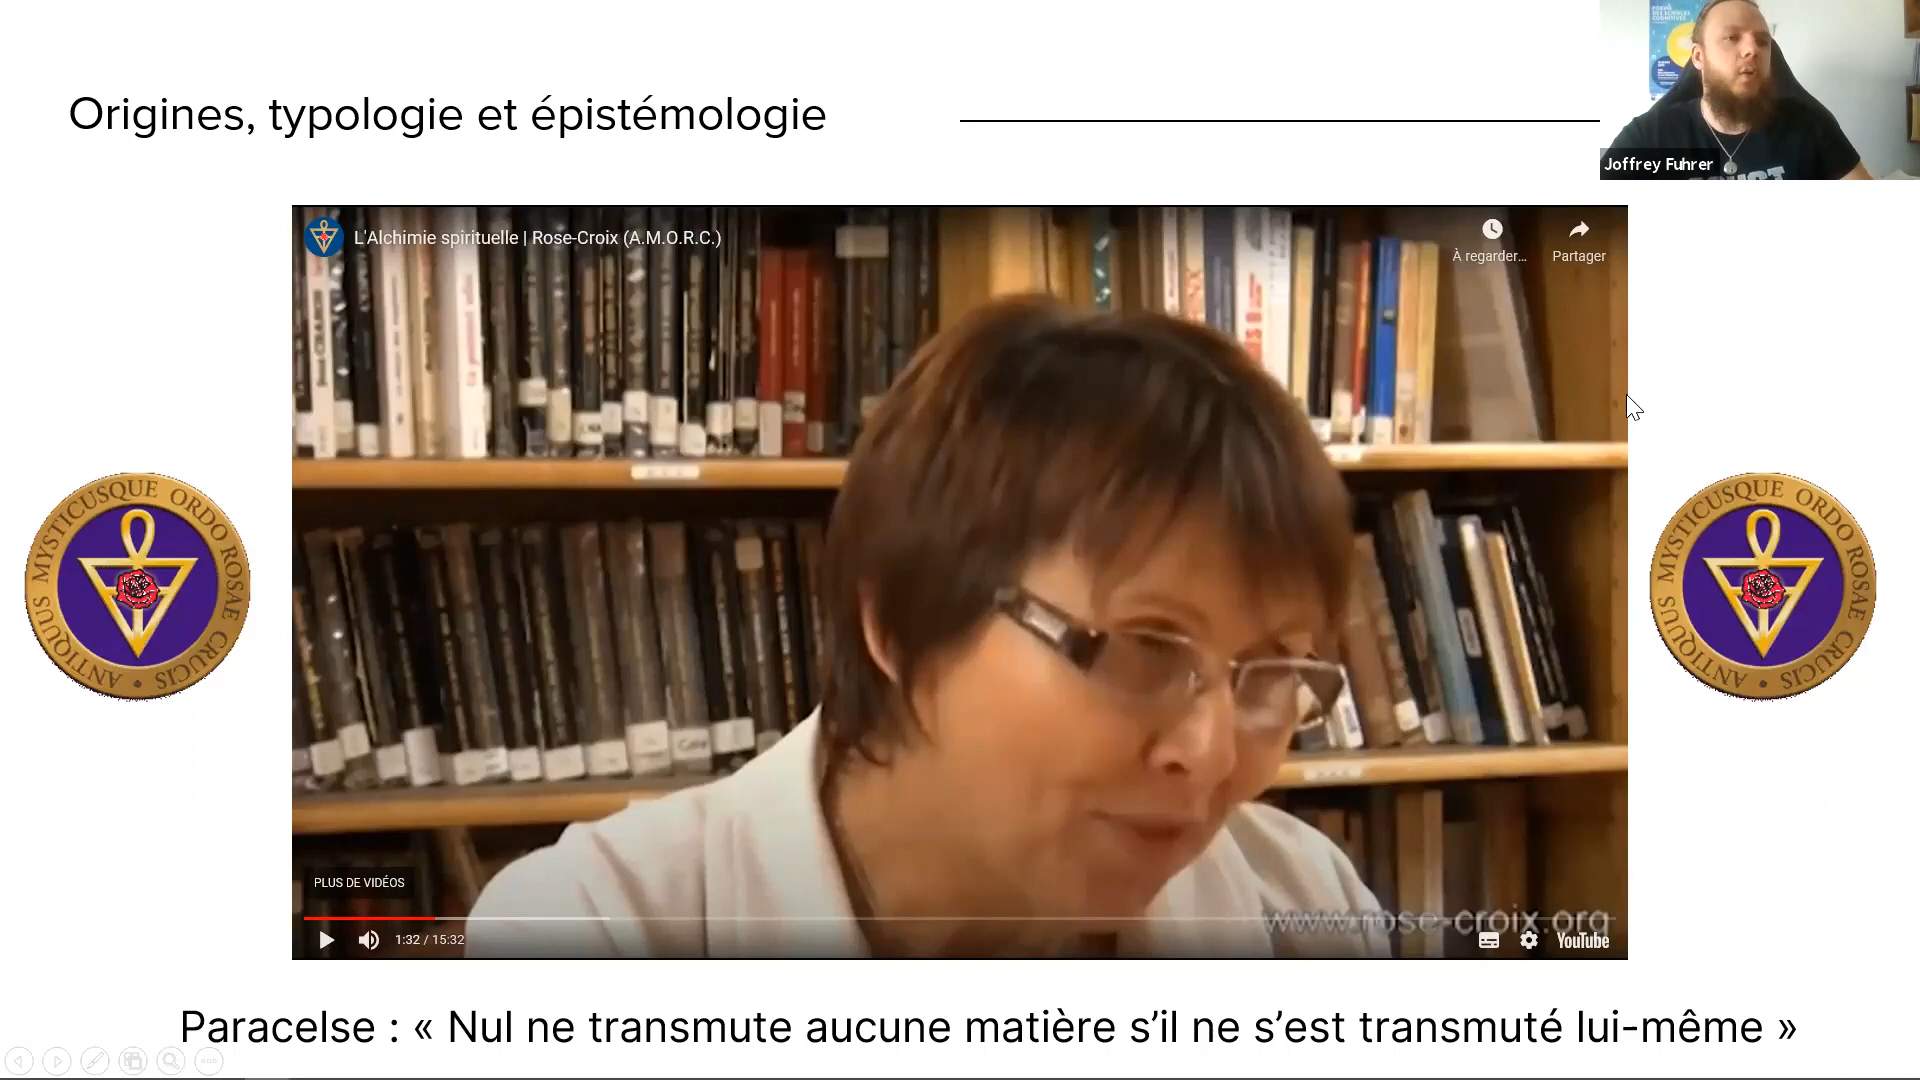 Origines, typologie et épistémologie
Joffrey Fuhrer
L'Alchimie spirituelle | Rose-Croix (A.M.O.R.C.)
À regarder...
Partager
ANTIQUUS MYSTICUSQUE ORDO ROSAE CRUCIS
ANTIQUUS MYSTICUSQUE ORDO ROSAE CRUCIS
PLUS DE VIDÉOS
www.rose-croix.org
1:32 / 15:32
YouTube
Paracelse : « Nul ne transmute aucune matière s’il ne s’est transmuté lui-même »